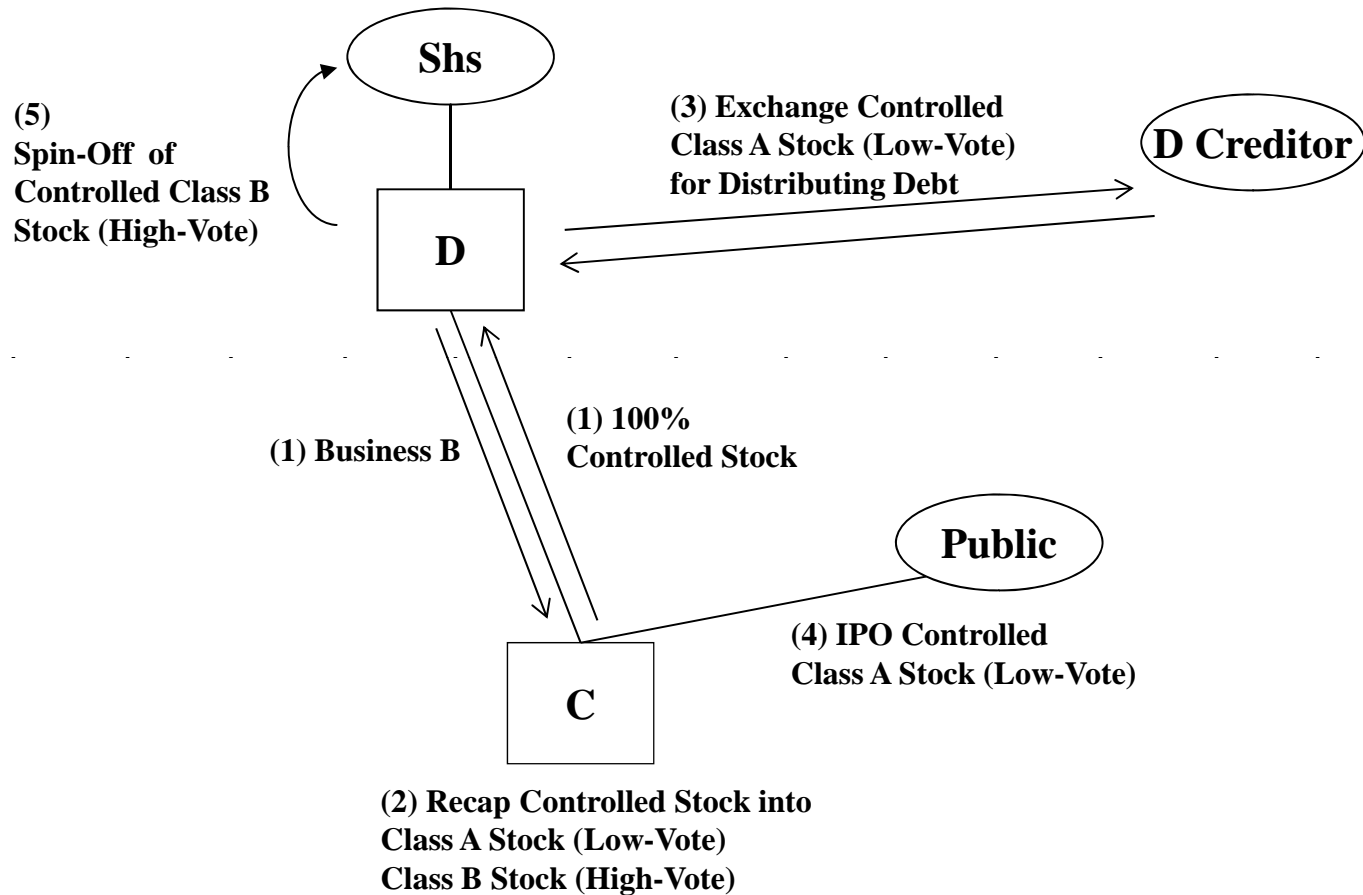 Shs
(5)
Spin-Off of
Controlled Class B
Stock (High-Vote)
(3) Exchange Controlled
Class A Stock (Low-Vote)
for Distributing Debt
D Creditor
D
(1) Business B
(1) 100%
Controlled Stock
Public
(4) IPO Controlled
Class A Stock (Low-Vote)
C
(2) Recap Controlled Stock into
Class A Stock (Low-Vote)
Class B Stock (High-Vote)